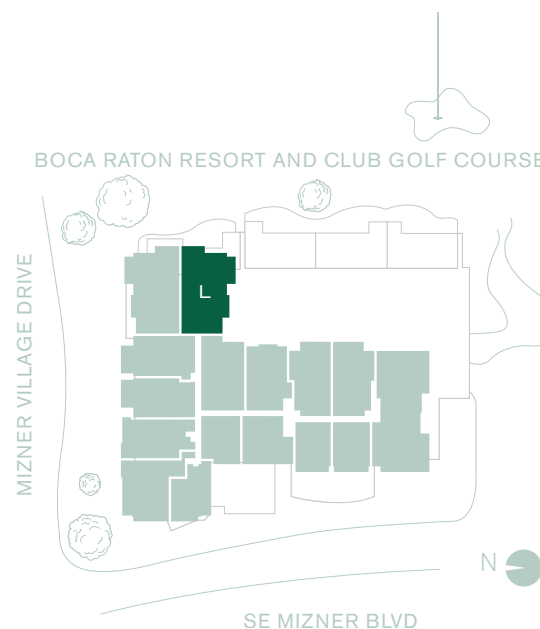 BOCA RATON RESORT AND CLUB GOLF COURSE
MIZNER VILLAGE DRIVE
L
N
SE MIZNER BLVD